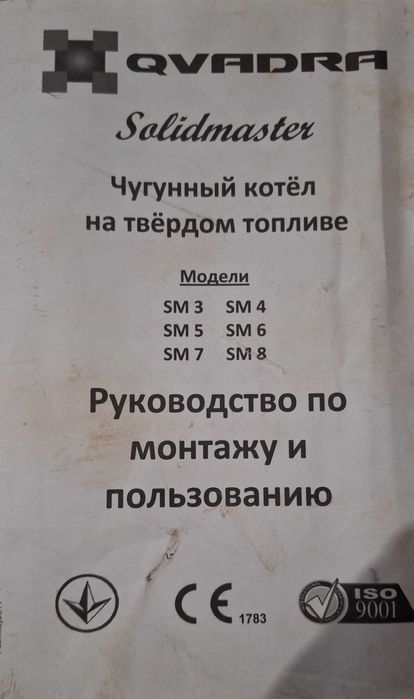 QVADRA
Solidmaster
Чугунный котёл
на твёрдом топливе
Модели
SM 3 SM 4
SM 5 SM 6
SM 7 SM 8
Руководство по
монтажу и
пользованию
CE 1783
ISO
9001